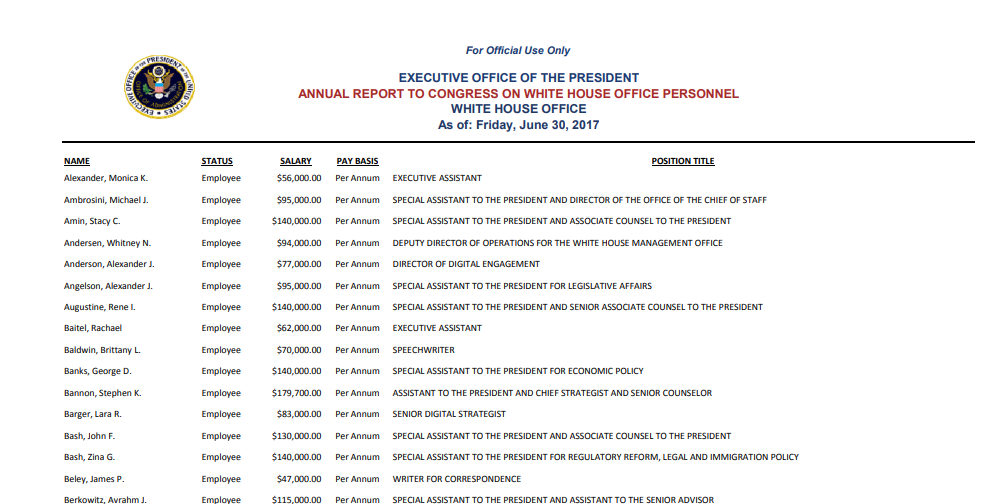 For Official Use Only
EXECUTIVE OFFICE OF THE PRESIDENT
ANNUAL REPORT TO CONGRESS ON WHITE HOUSE OFFICE PERSONNEL
WHITE HOUSE OFFICE
As of: Friday, June 30, 2017
NAME STATUS SALARY PAY BASIS POSITION TITLE
Alexander, Monica K. Employee $56,000.00 Per Annum EXECUTIVE ASSISTANT
Ambrosini, Michael J. Employee $95,000.00 Per Annum SPECIAL ASSISTANT TO THE PRESIDENT AND DIRECTOR OF THE OFFICE OF THE CHIEF OF STAFF
Amin, Stacy C. Employee $140,000.00 Per Annum SPECIAL ASSISTANT TO THE PRESIDENT AND ASSOCIATE COUNSEL TO THE PRESIDENT
Andersen, Whitney N. Employee $94,000.00 Per Annum DEPUTY DIRECTOR OF OPERATIONS FOR THE WHITE HOUSE MANAGEMENT OFFICE
Anderson, Alexander J. Employee $77,000.00 Per Annum DIRECTOR OF DIGITAL ENGAGEMENT
Angelson, Alexander J. Employee $95,000.00 Per Annum SPECIAL ASSISTANT TO THE PRESIDENT FOR LEGISLATIVE AFFAIRS
Augustine, Rene I. Employee $140,000.00 Per Annum SPECIAL ASSISTANT TO THE PRESIDENT AND SENIOR ASSOCIATE COUNSEL TO THE PRESIDENT
Baitel, Rachael Employee $62,000.00 Per Annum EXECUTIVE ASSISTANT
Baldwin, Brittany L. Employee $70,000.00 Per Annum SPEECHWRITER
Banks, George D. Employee $140,000.00 Per Annum SPECIAL ASSISTANT TO THE PRESIDENT FOR ECONOMIC POLICY
Bannon, Stephen K. Employee $179,700.00 Per Annum ASSISTANT TO THE PRESIDENT AND CHIEF STRATEGIST AND SENIOR COUNSELOR
Barger, Lara R. Employee $83,000.00 Per Annum SENIOR DIGITAL STRATEGIST
Bash, John F. Employee $130,000.00 Per Annum SPECIAL ASSISTANT TO THE PRESIDENT AND ASSOCIATE COUNSEL TO THE PRESIDENT
Bash, Zina G. Employee $140,000.00 Per Annum SPECIAL ASSISTANT TO THE PRESIDENT FOR REGULATORY REFORM, LEGAL AND IMMIGRATION POLICY
Beley, James P. Employee $47,000.00 Per Annum WRITER FOR CORRESPONDENCE
Berkowitz, Avrahm J. Employee $115,000.00 Per Annum SPECIAL ASSISTANT TO THE PRESIDENT AND ASSISTANT TO THE SENIOR ADVISOR